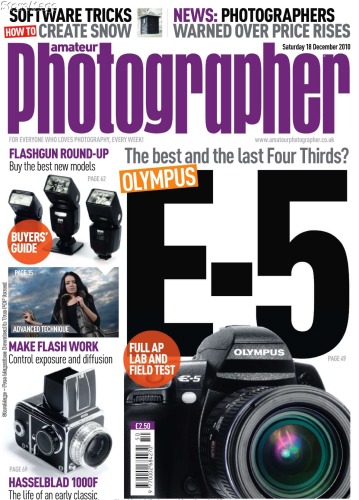 SOFTWARE TRICKS
HOW TO CREATE SNOW
NEWS: PHOTOGRAPHERS
WARNED OVER PRICE RISES
amateur
Saturday 18 December 2010
Photographer
FOR EVERYONE WHO LOVES PHOTOGRAPHY, EVERY WEEK!
www.amateurphotographer.co.uk
FLASHGUN ROUND-UP
Buy the best new models
PAGE 62
BUYERS'
GUIDE
The best and the last Four Thirds?
OLYMPUS
E-5
PAGE 49
PAGE 35
ADVANCED TECHNIQUE
MAKE FLASH WORK
Control exposure and diffusion
FULL AP
LAB AND
FIELD TEST
OLYMPUS
E-5
£2.50
PAGE 69
HASSELBLAD 1000F
The life of an early classic